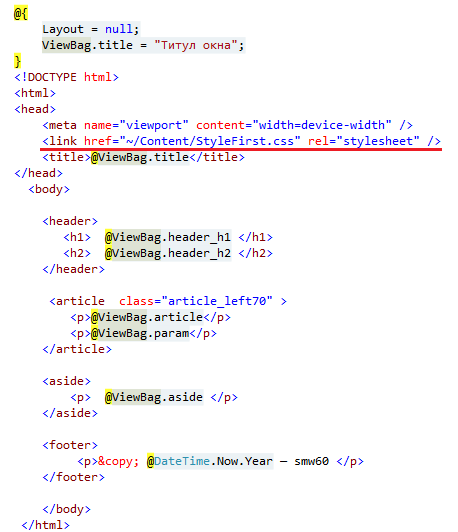 @{
Layout = null;
ViewBag.title = "Титул окна";
}
<!DOCTYPE html>
<html>
<head>
<meta name="viewport" content="width=device-width" />
<link href="~/Content/StyleFirst.css" rel="stylesheet" />
<title>@ViewBag.title</title>
</head>
<body>
<header>
<h1> @ViewBag.header_h1 </h1>
<h2> @ViewBag.header_h2 </h2>
</header>
<article class="article_left70" >
<p>@ViewBag.article</p>
<p>@ViewBag.param</p>
</article>
<aside>
<p> @ViewBag.aside </p>
</aside>
<footer>
<p>&copy; @DateTime.Now.Year – smw60 </p>
</footer>
</body>
</html>